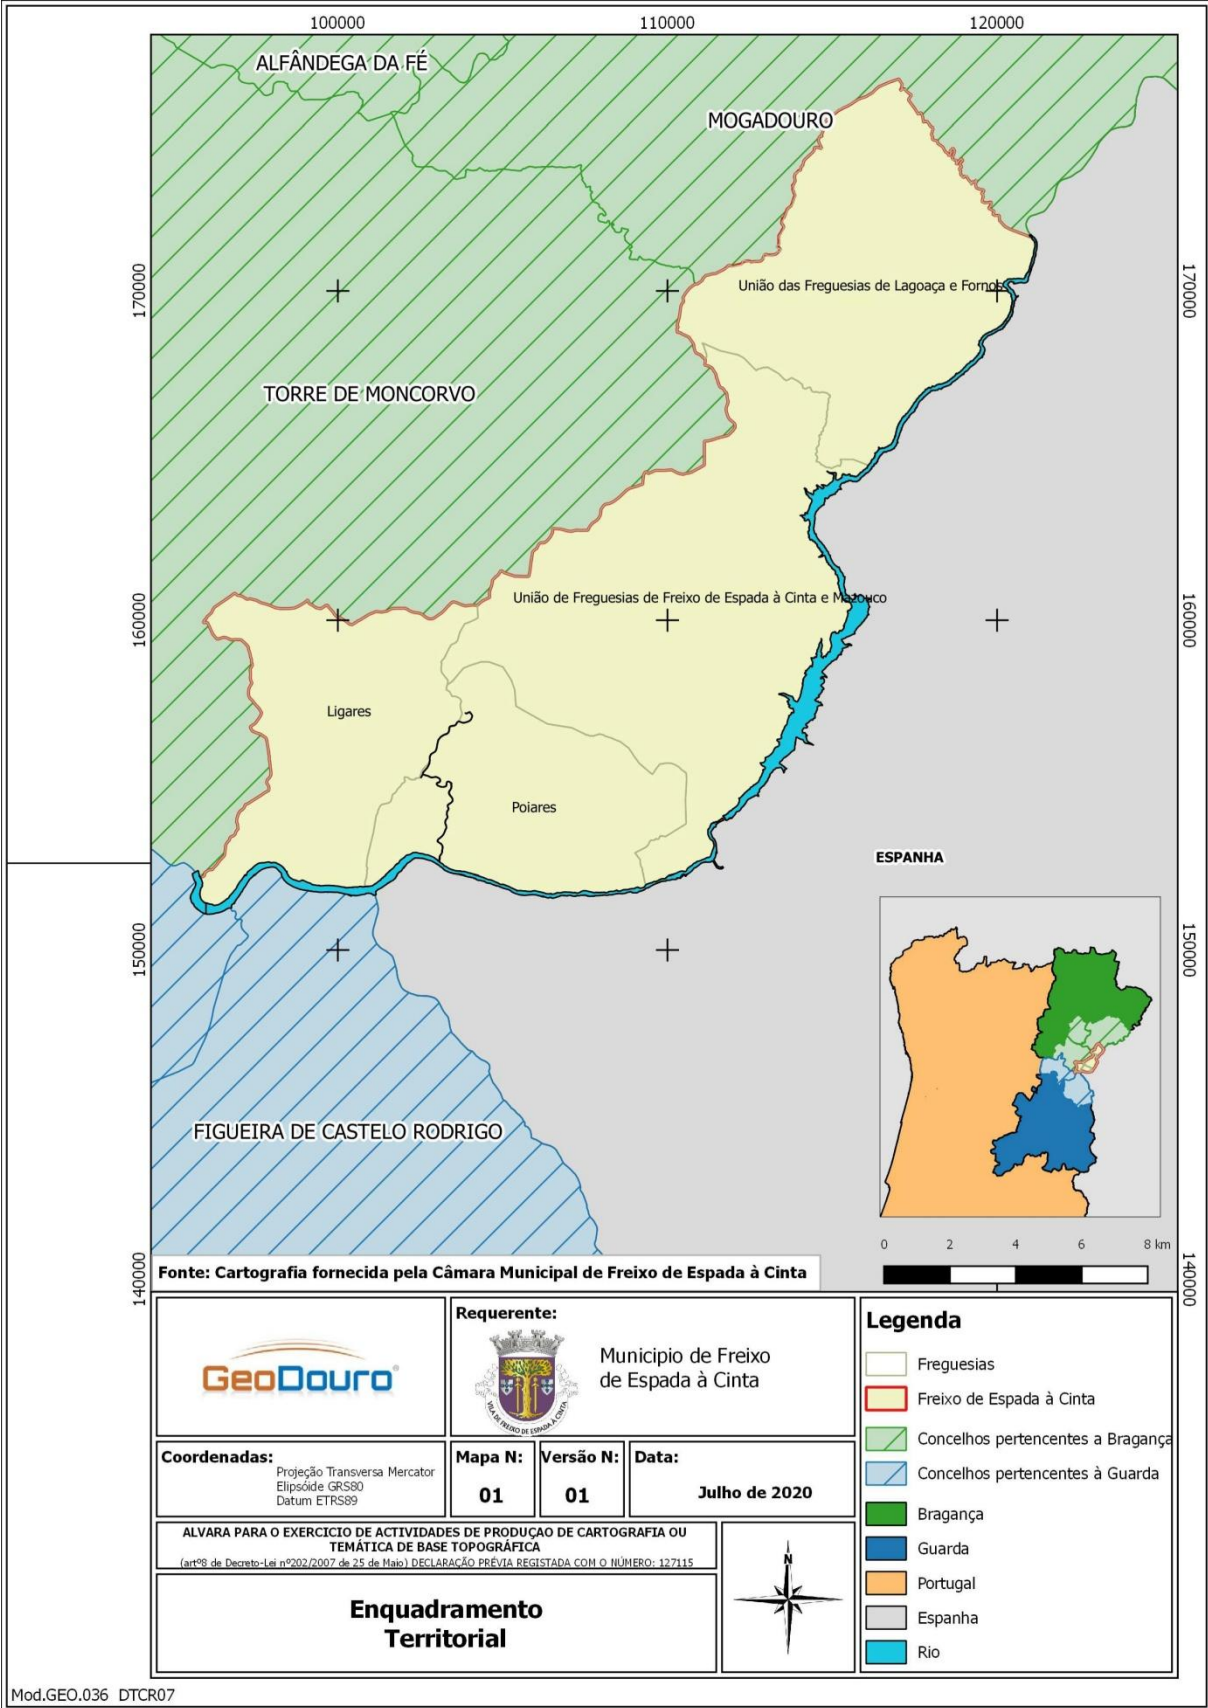 100000
110000
120000
ALFÂNDEGA DA FÉ
MOGADOURO
170000
170000
União das Freguesias de Lagoaça e Fornos
TORRE DE MONCORVO
União de Freguesias de Freixo de Espada à Cinta e Mazouco
160000
160000
Ligares
Poiares
ESPANHA
150000
150000
FIGUEIRA DE CASTELO RODRIGO
0 2 4 6 8 km
140000
140000
Fonte: Cartografia fornecida pela Câmara Municipal de Freixo de Espada à Cinta
GeoDouro®
Requerente:
VILA DE FREIXO DE ESPADA À CINTA
Municipio de Freixo
de Espada à Cinta
Coordenadas:
Projeção Transversa Mercator
Elipsóide GRS80
Datum ETRS89
Mapa N:
01
Versão N:
01
Data:
Julho de 2020
ALVARA PARA O EXERCICIO DE ACTIVIDADES DE PRODUÇAO DE CARTOGRAFIA OU
TEMÁTICA DE BASE TOPOGRÁFICA
(artº8 de Decreto-Lei nº202/2007 de 25 de Maio) DECLARAÇÃO PRÉVIA REGISTADA COM O NÚMERO: 127115
Enquadramento
Territorial
N
Legenda
Freguesias
Freixo de Espada à Cinta
Concelhos pertencentes a Bragança
Concelhos pertencentes à Guarda
Bragança
Guarda
Portugal
Espanha
Rio
Mod.GEO.036 DTCR07